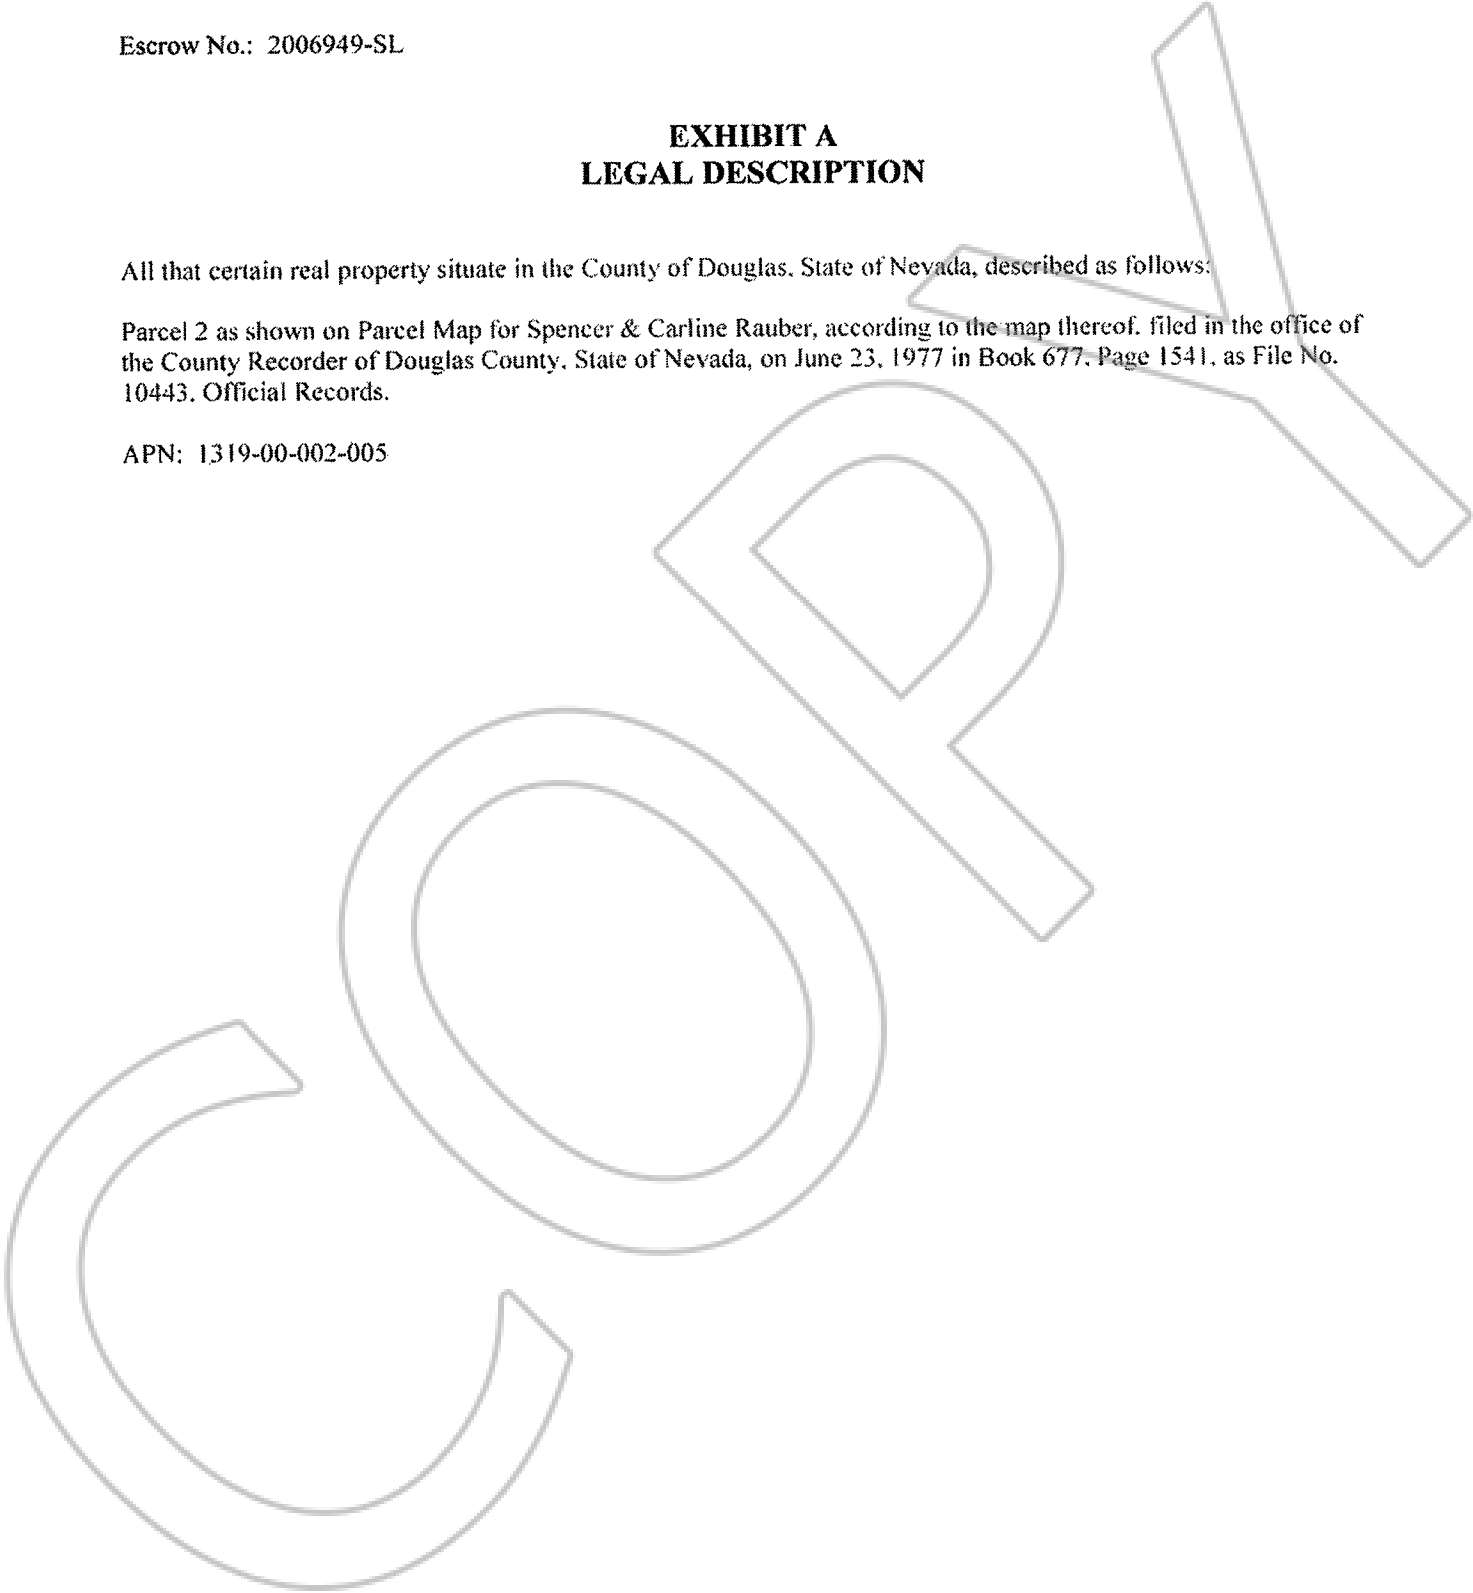 Escrow No.: 2006949-SL
EXHIBIT A
LEGAL DESCRIPTION
All that certain real property situate in the County of Douglas, State of Nevada, described as follows:
Parcel 2 as shown on Parcel Map for Spencer & Carline Rauber, according to the map thereof, filed in the office of
the County Recorder of Douglas County, State of Nevada, on June 23, 1977 in Book 677, Page 1541, as File No.
10443, Official Records.
APN: 1319-00-002-005
COPY